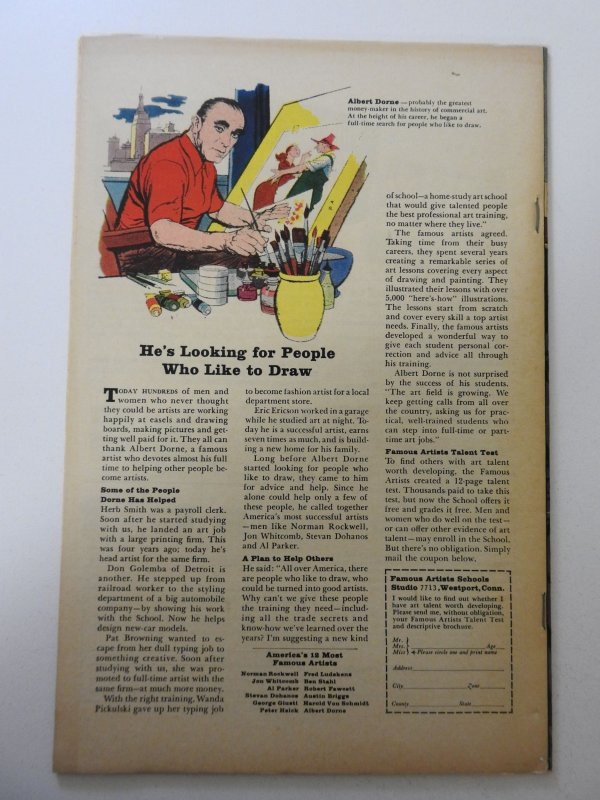 Albert Dorne — probably the greatest
money-maker in the history of commercial art.
At the height of his career, he began a
full-time search for people who like to draw.
He's Looking for People
Who Like to Draw
TODAY HUNDREDS of men and
women who never thought
they could be artists are working
happily at easels and drawing
boards, making pictures and get-
ting well paid for it. They all can
thank Albert Dorne, a famous
artist who devotes almost his full
time to helping other people be-
come artists.
Some of the People
Dorne Has Helped
Herb Smith was a payroll clerk.
Soon after he started studying
with us, he landed an art job
with a large printing firm. This
was four years ago; today he's
head artist for the same firm.
Don Golemba of Detroit is
another. He stepped up from
railroad worker to the styling
department of a big automobile
company—by showing his work
with the School. Now he helps
design new-car models.
Pat Browning wanted to es-
cape from her dull typing job to
something creative. Soon after
studying with us, she was pro-
moted to full-time artist with the
same firm—at much more money.
With the right training, Wanda
Pickulski gave up her typing job
to become fashion artist for a local
department store.
Eric Ericson worked in a garage
while he studied art at night. To-
day he is a successful artist, earns
seven times as much, and is build-
ing a new home for his family.
Long before Albert Dorne
started looking for people who
like to draw, they came to him
for advice and help. Since he
alone could help only a few of
these people, he called together
America's most successful artists
—men like Norman Rockwell,
Jon Whitcomb, Stevan Dohanos
and Al Parker.
A Plan to Help Others
He said: "All over America, there
are people who like to draw, who
could be turned into good artists.
Why can't we give these people
the training they need—includ-
ing all the trade secrets and
know-how we've learned over the
years? I'm suggesting a new kind
America's 12 Most
Famous Artists
Norman Rockwell Fred Ludekens
Jon Whitcomb Ben Stahl
Al Parker Robert Fawcett
Stevan Dohanos Austin Briggs
George Giusti Harold Von Schmidt
Peter Helck Albert Dorne
of school—a home-study art school
that would give talented people
the best professional art training,
no matter where they live."
The famous artists agreed.
Taking time from their busy
careers, they spent several years
creating a remarkable series of
art lessons covering every aspect
of drawing and painting. They
illustrated their lessons with over
5,000 "here's-how" illustrations.
The lessons start from scratch
and cover every skill a top artist
needs. Finally, the famous artists
developed a wonderful way to
give each student personal cor-
rection and advice all through
his training.
Albert Dorne is not surprised
by the success of his students.
"The art field is growing. We
keep getting calls from all over
the country, asking us for prac-
tical, well-trained students who
can step into full-time or part-
time art jobs."
Famous Artists Talent Test
To find others with art talent
worth developing, the Famous
Artists created a 12-page talent
test. Thousands paid to take this
test, but now the School offers it
free and grades it free. Men and
women who do well on the test—
or can offer other evidence of art
talent—may enroll in the School.
But there's no obligation. Simply
mail the coupon below.
Famous Artists Schools
Studio 7713, Westport, Conn.
I would like to find out whether I
have art talent worth developing.
Please send me, without obligation,
your Famous Artists Talent Test
and descriptive brochure.
Mr.
Mrs. Age
Miss Please circle one and print name
Address
City Zone
County State